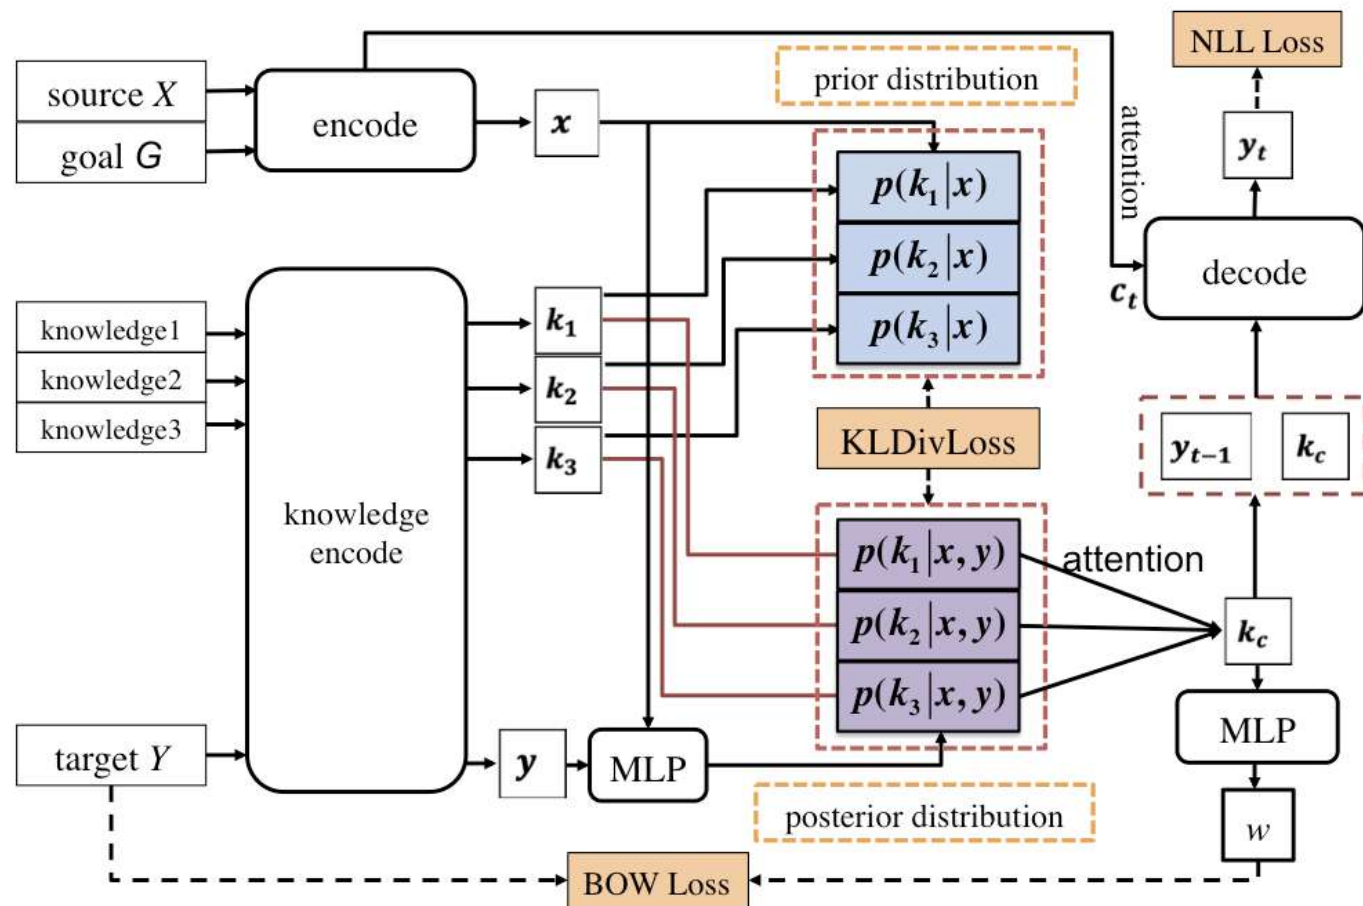 NLL Loss
prior distribution
source X
goal G
encode
x
attention
y_t
p(k_1|x)
p(k_2|x)
p(k_3|x)
decode
c_t
knowledge1
knowledge2
knowledge3
k_1
k_2
k_3
knowledge
encode
KLDivLoss
y_{t-1}
k_c
p(k_1|x, y)
p(k_2|x, y)
p(k_3|x, y)
attention
k_c
target Y
y
MLP
MLP
posterior distribution
w
BOW Loss